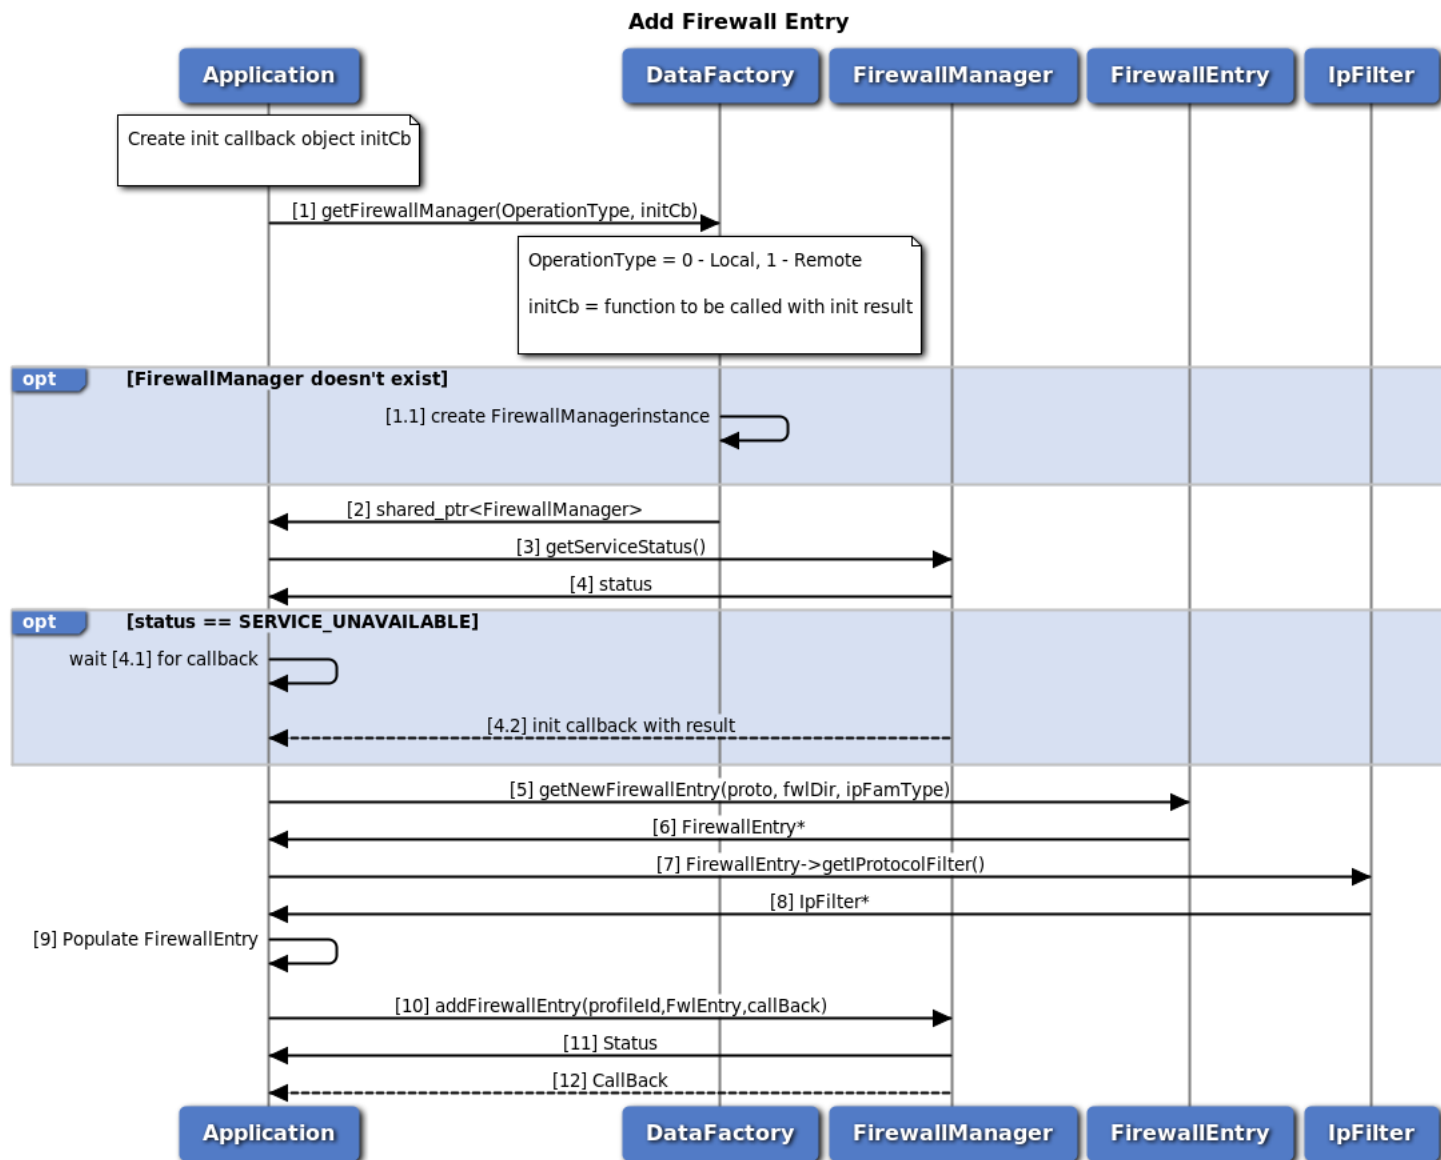 Add Firewall Entry
Application
DataFactory
FirewallManager
FirewallEntry
IpFilter
Create init callback object initCb
[1] getFirewallManager(OperationType, initCb)
OperationType = 0 - Local, 1 - Remote
initCb = function to be called with init result
opt
[FirewallManager doesn't exist]
[1.1] create FirewallManagerinstance
[2] shared_ptr<FirewallManager>
[3] getServiceStatus()
[4] status
opt
[status == SERVICE_UNAVAILABLE]
wait [4.1] for callback
[4.2] init callback with result
[5] getNewFirewallEntry(proto, fwlDir, ipFamType)
[6] FirewallEntry*
[7] FirewallEntry->getIProtocolFilter()
[8] IpFilter*
[9] Populate FirewallEntry
[10] addFirewallEntry(profileId,FwlEntry,callBack)
[11] Status
[12] CallBack
Application
DataFactory
FirewallManager
FirewallEntry
IpFilter